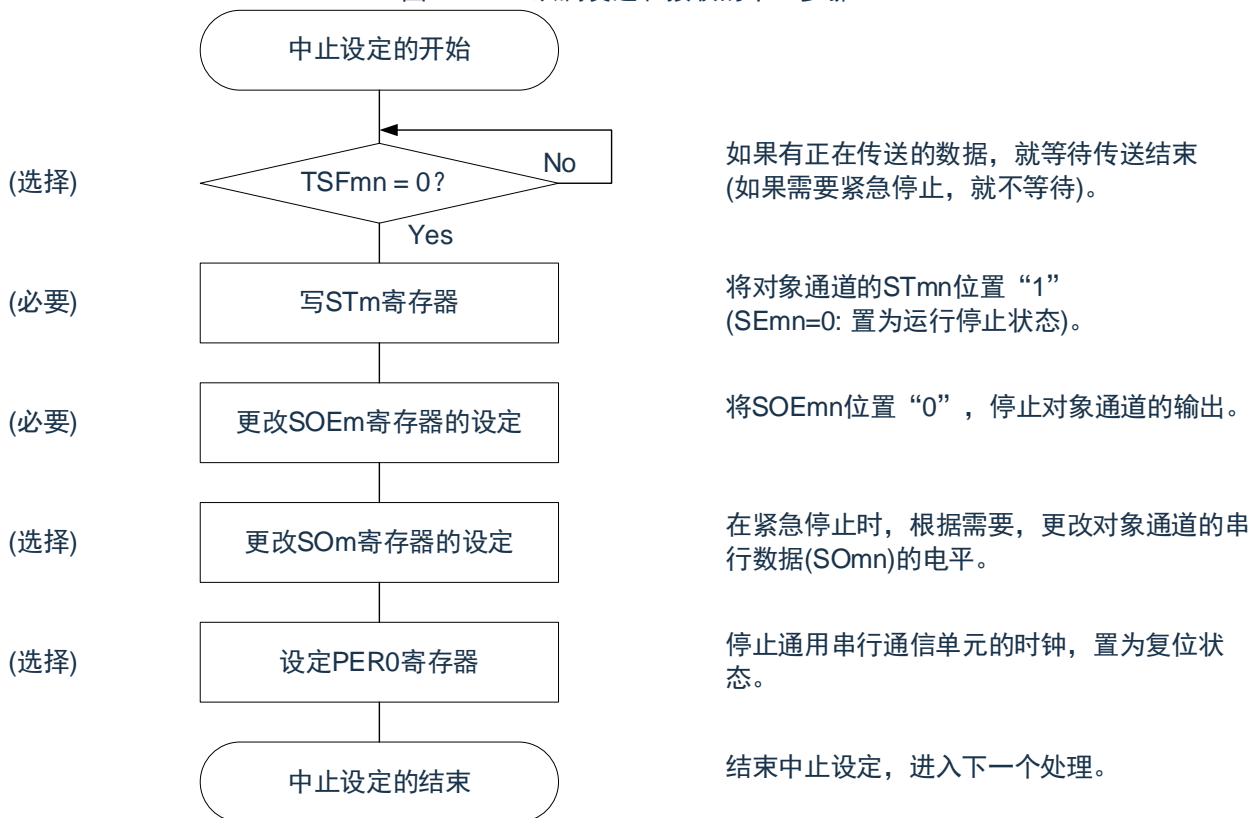 中止设定的开始
(选择)
TSFmn = 0?
No
Yes
如果有正在传送的数据，就等待传送结束
(如果需要紧急停止，就不等待)。
(必要)
写STm寄存器
将对象通道的STmn位置“1”
(SEmn=0: 置为运行停止状态)。
(必要)
更改SOEm寄存器的设定
将SOEmn位置“0”，停止对象通道的输出。
(选择)
更改SOm寄存器的设定
在紧急停止时，根据需要，更改对象通道的串
行数据(SOmn)的电平。
(选择)
设定PER0寄存器
停止通用串行通信单元的时钟，置为复位状
态。
中止设定的结束
结束中止设定，进入下一个处理。